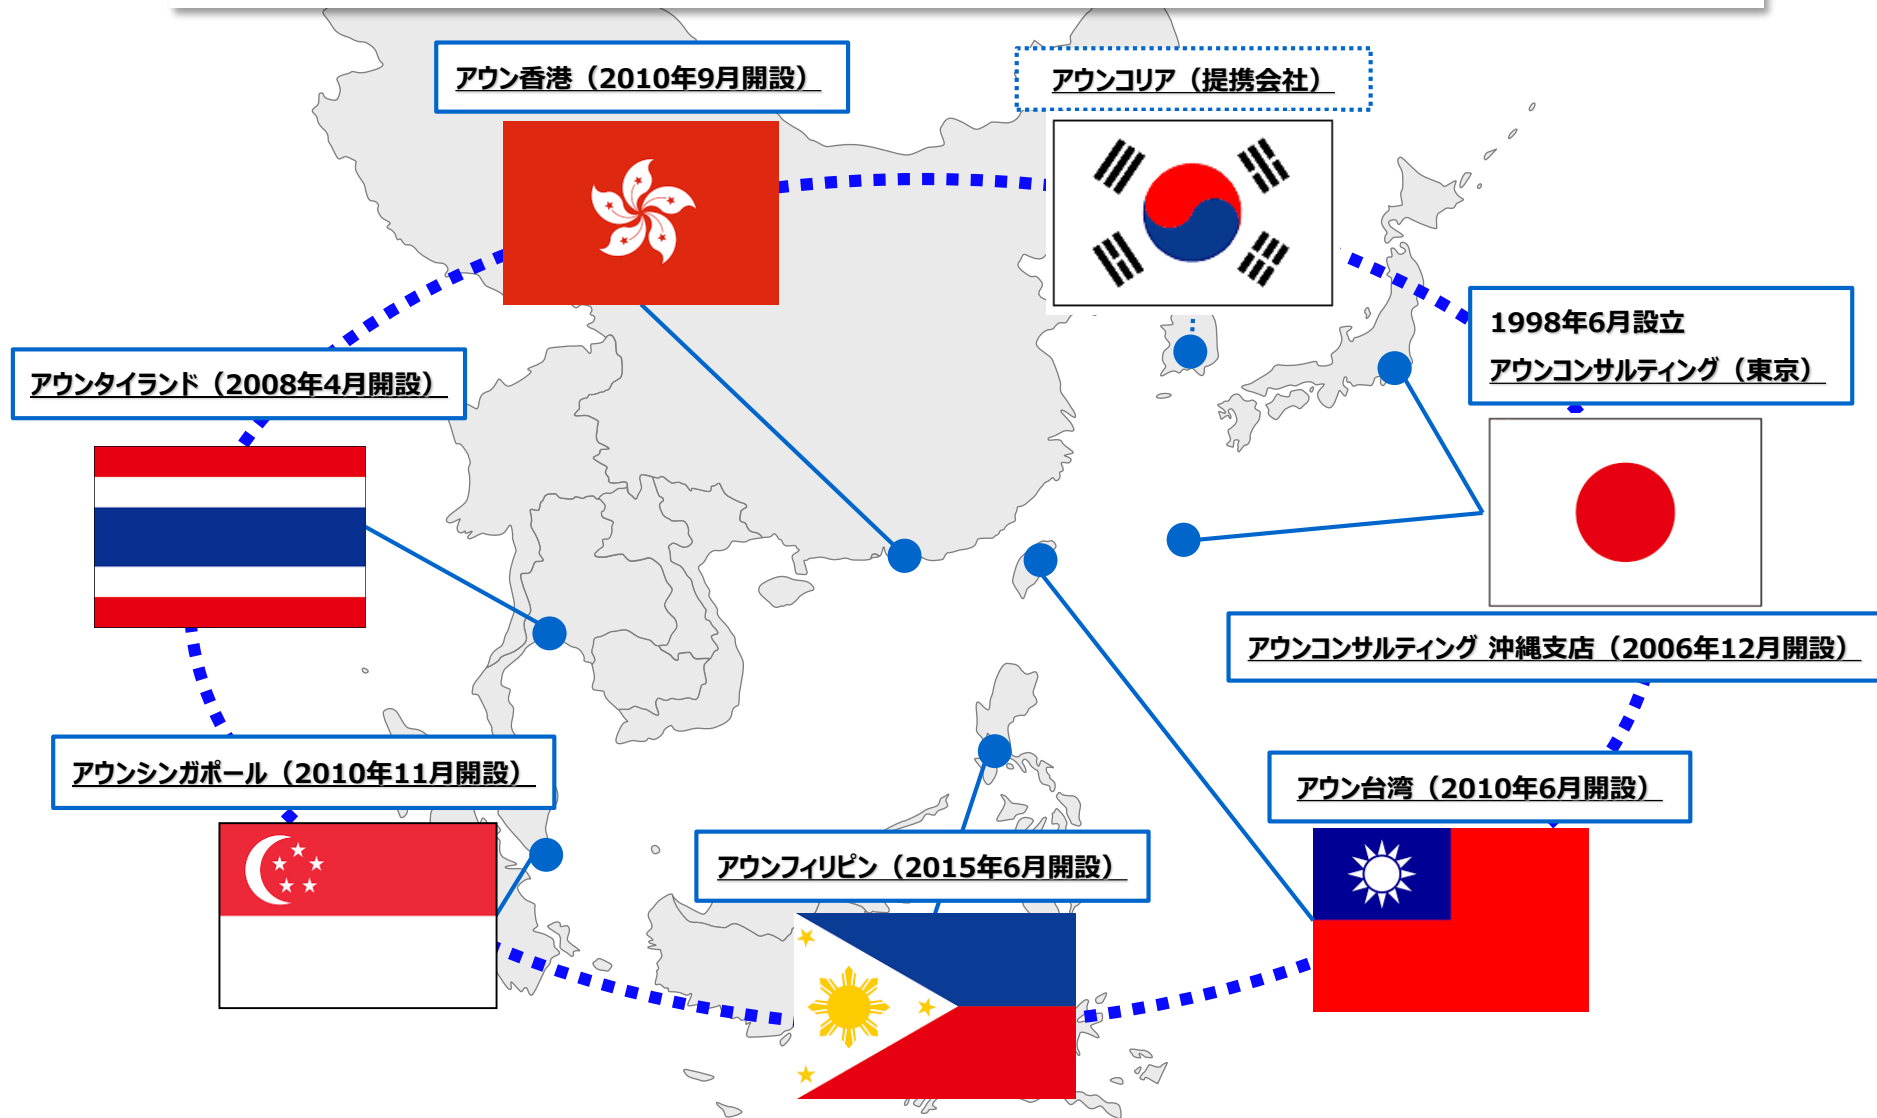 アウン香港（2010年9月開設）
アウンコリア（提携会社）
1998年6月設立
アウンコンサルティング（東京）
アウンタイランド（2008年4月開設）
アウンコンサルティング 沖縄支店（2006年12月開設）
アウンシンガポール（2010年11月開設）
アウン台湾（2010年6月開設）
アウンフィリピン（2015年6月開設）